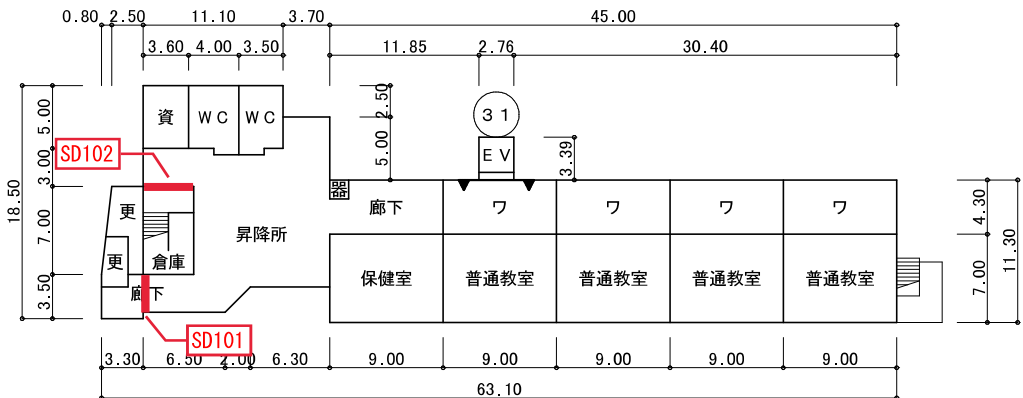 0.80 2.50 11.10 3.70 45.00
3.60 4.00 3.50 11.85 2.76 30.40
18.50
5.00
3.00
7.00
3.50
2.50
5.00
3.39
4.30
7.00
11.30
資 WC WC
31
EV
SD102
器
更 廊下 ワ ワ ワ ワ
昇降所
更 倉庫 保健室 普通教室 普通教室 普通教室 普通教室
廊下
SD101
3.30 6.50 2.00 6.30 9.00 9.00 9.00 9.00 9.00
63.10